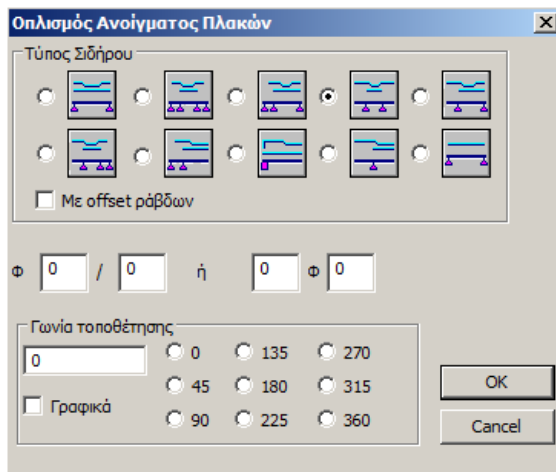 Οπλισμός Ανοίγματος Πλακών
Τύπος Σιδήρου
Με offset ράβδων
Φ 0 / 0 ή 0 Φ 0
Γωνία τοποθέτησης
0 0 135 270
45 180 315
Γραφικά
90 225 360
OK
Cancel